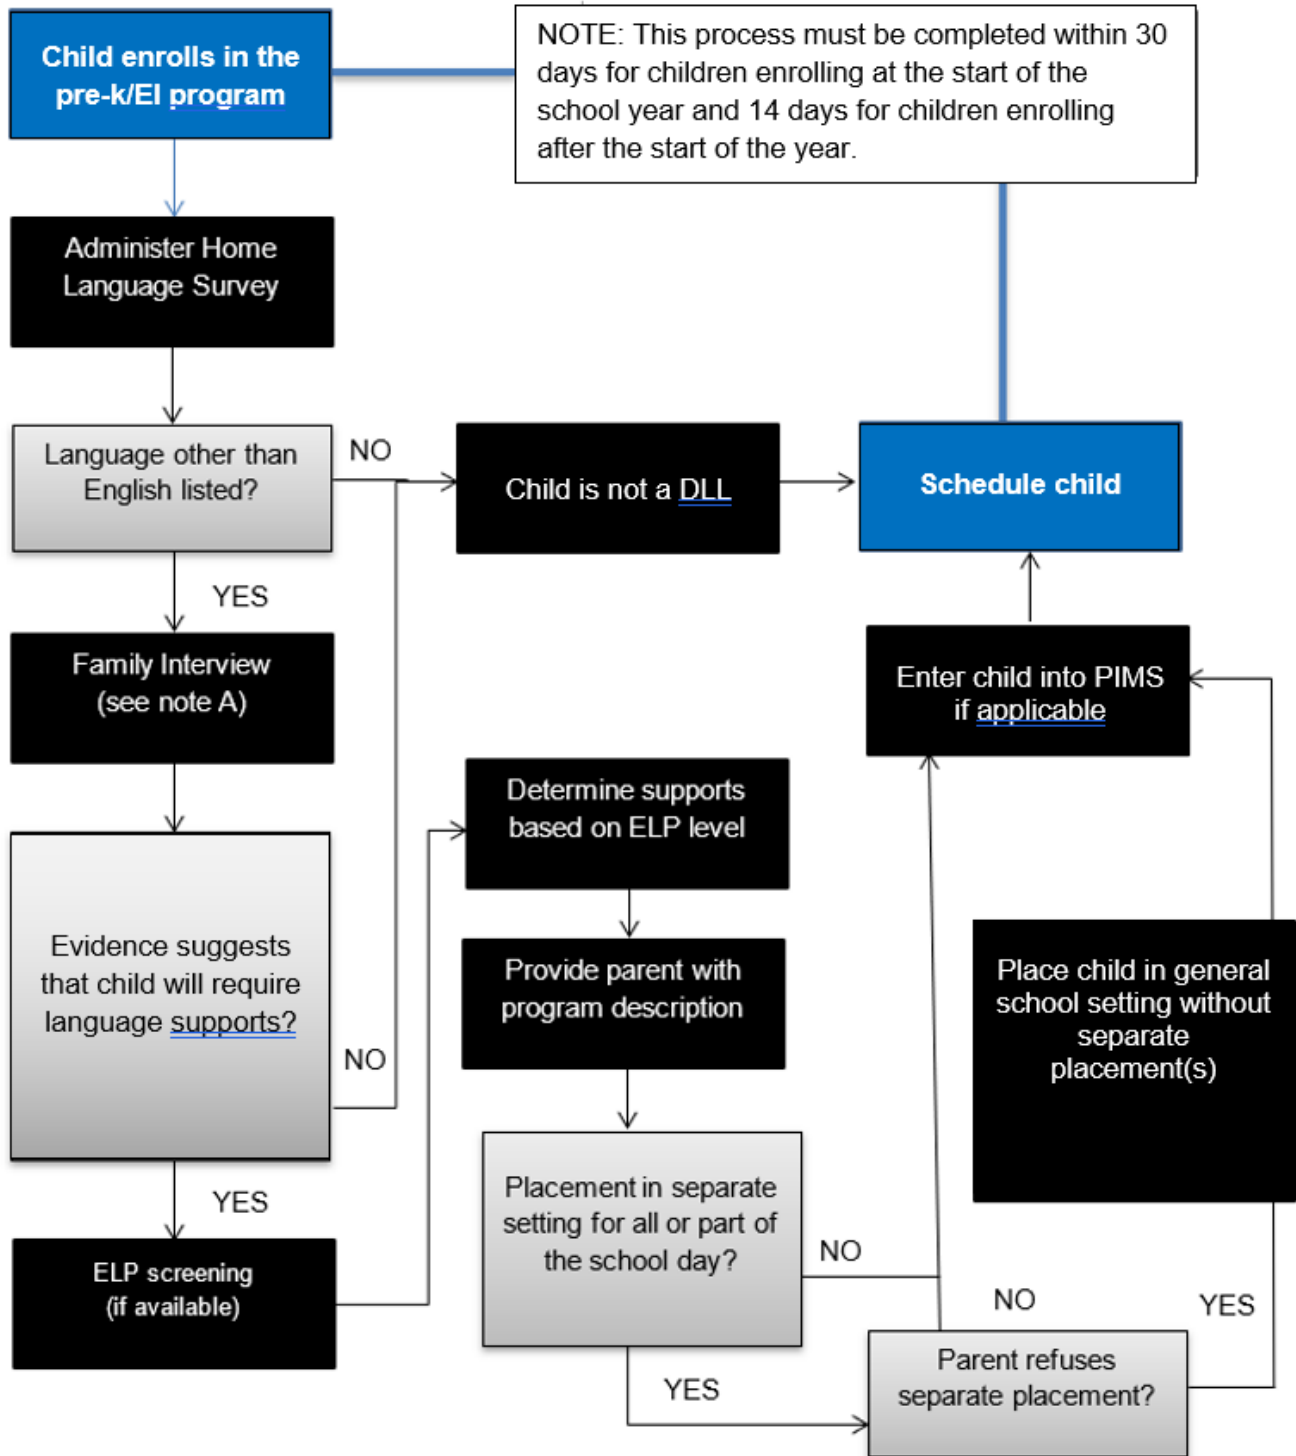 Child enrolls in the
pre-k/EI program
NOTE: This process must be completed within 30
days for children enrolling at the start of the
school year and 14 days for children enrolling
after the start of the year.
Administer Home
Language Survey
Language other than
English listed?
NO
Child is not a DLL
Schedule child
YES
Family Interview
(see note A)
Enter child into PIMS
if applicable
Determine supports
based on ELP level
Evidence suggests
that child will require
language supports?
NO
Provide parent with
program description
Place child in general
school setting without
separate
placement(s)
YES
Placement in separate
setting for all or part of
the school day?
NO
ELP screening
(if available)
NO
YES
YES
Parent refuses
separate placement?